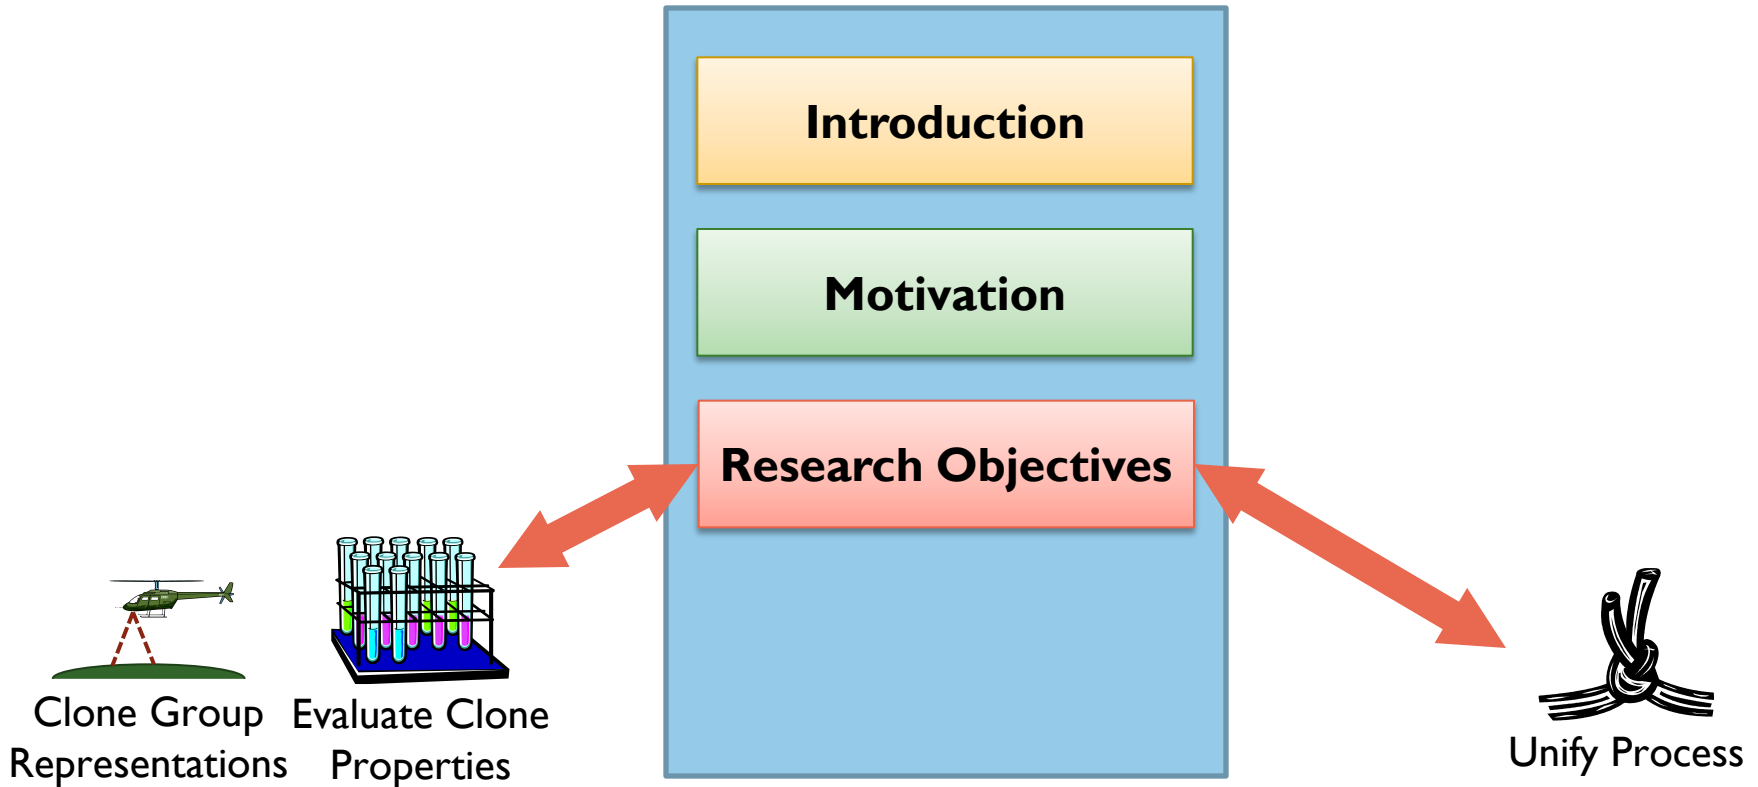 Introduction
Motivation
Research Objectives
Clone Group
Representations
Evaluate Clone
Properties
Unify Process